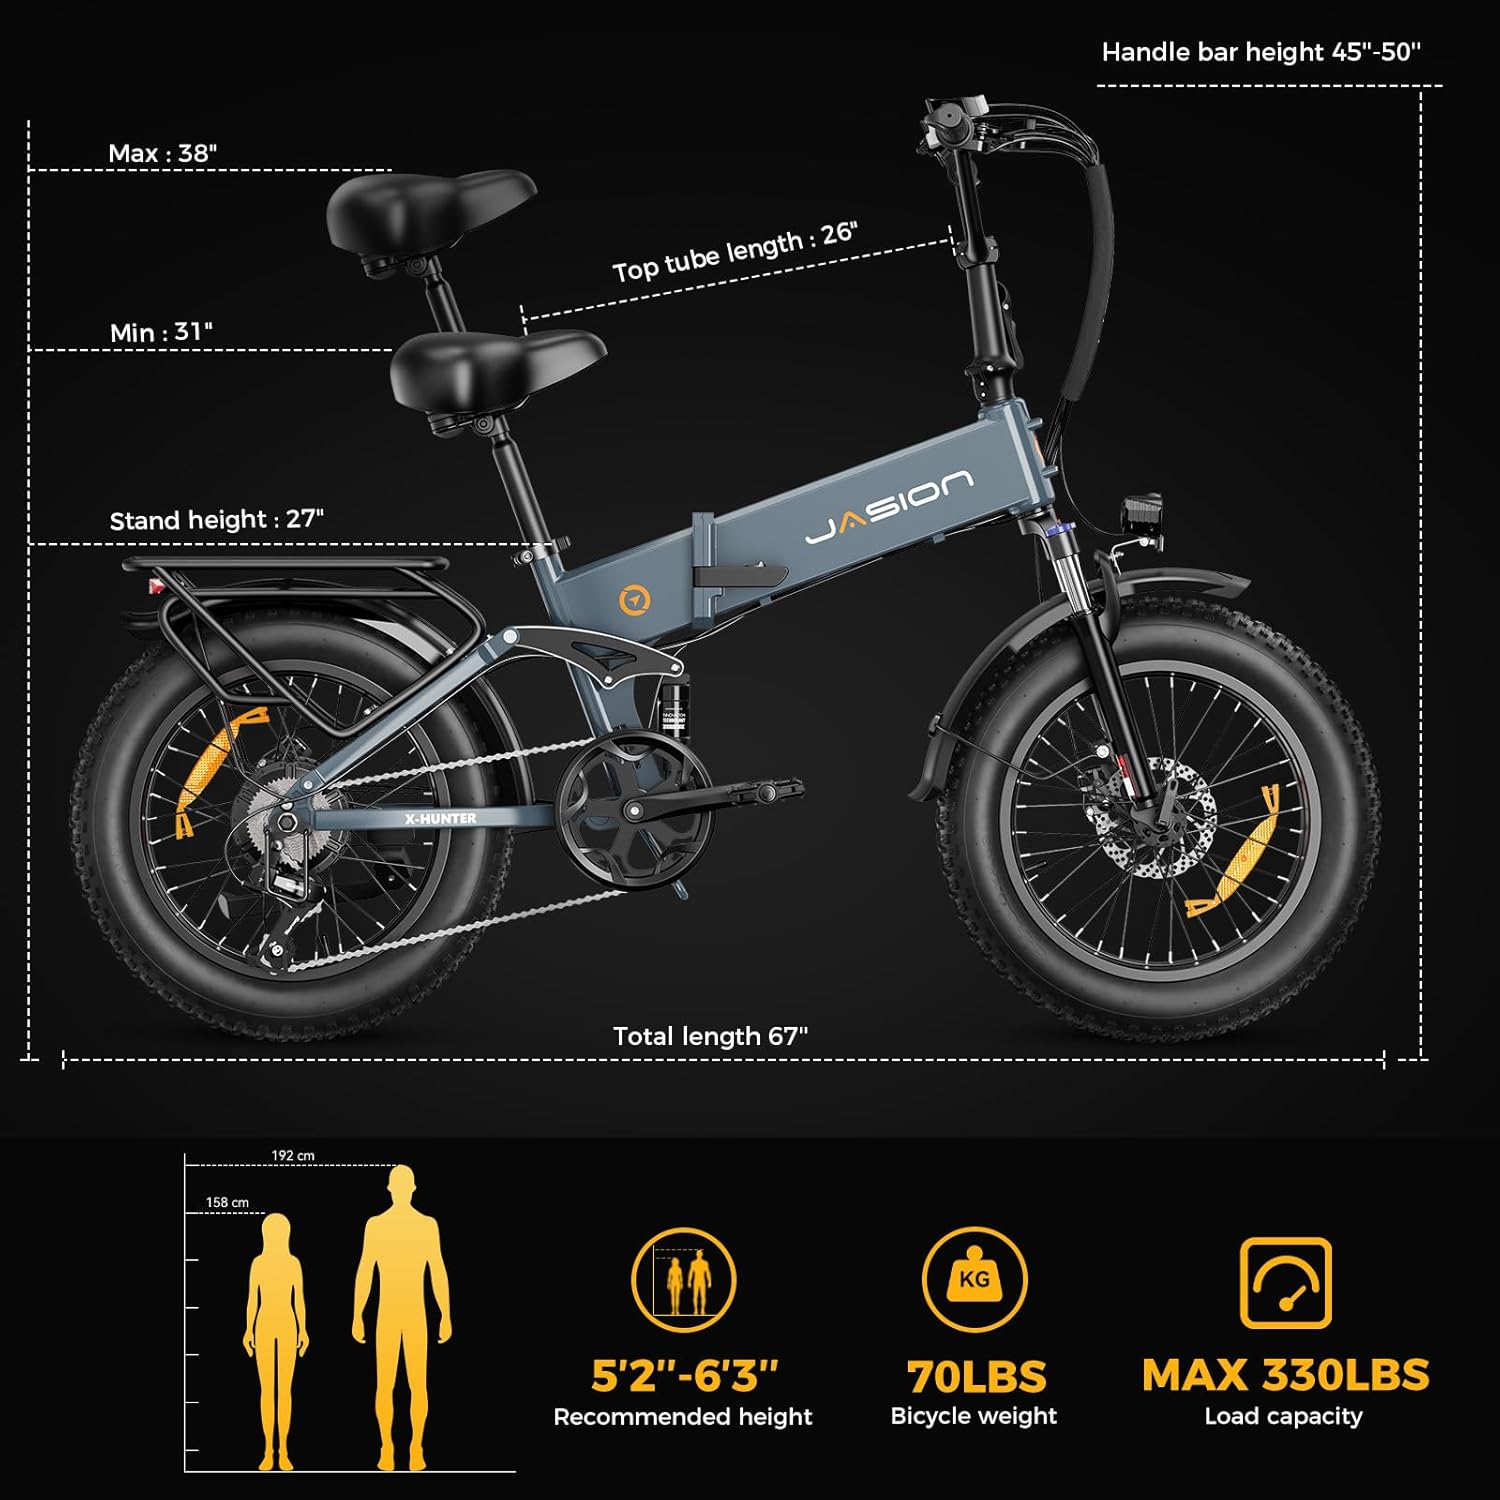 Handle bar height 45"-50"
Max : 38"
Top tube length : 26"
Min : 31"
Stand height : 27"
JASION
X-HUNTER
Total length 67"
192 cm
158 cm
KG
5'2"-6'3"
Recommended height
70LBS
Bicycle weight
MAX 330LBS
Load capacity